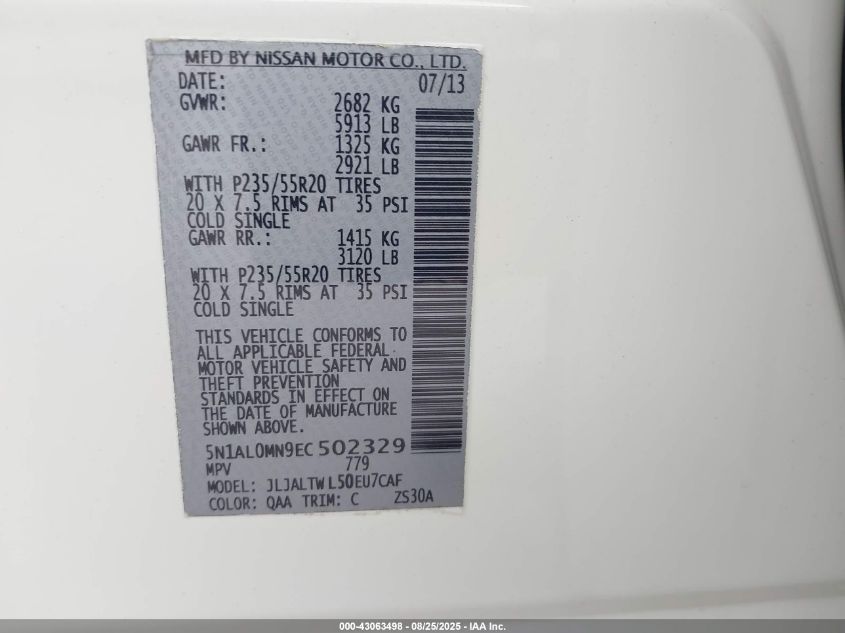 MFD BY NISSAN MOTOR CO., LTD.
DATE: 07/13
GVWR: 2682 KG
5913 LB
GAWR FR.: 1325 KG
2921 LB
WITH P235/55R20 TIRES
20 X 7.5 RIMS AT 35 PSI
COLD SINGLE
GAWR RR.: 1415 KG
3120 LB
WITH P235/55R20 TIRES
20 X 7.5 RIMS AT 35 PSI
COLD SINGLE
THIS VEHICLE CONFORMS TO
ALL APPLICABLE FEDERAL
MOTOR VEHICLE SAFETY AND
THEFT PREVENTION
STANDARDS IN EFFECT ON
THE DATE OF MANUFACTURE
SHOWN ABOVE.
5N1AL0MN9EC502329
MPV 779
MODEL: JLJALTWL50EU7CAF
COLOR: QAA TRIM: C ZS30A
000-43063498 - 08/25/2025 - IAA Inc.